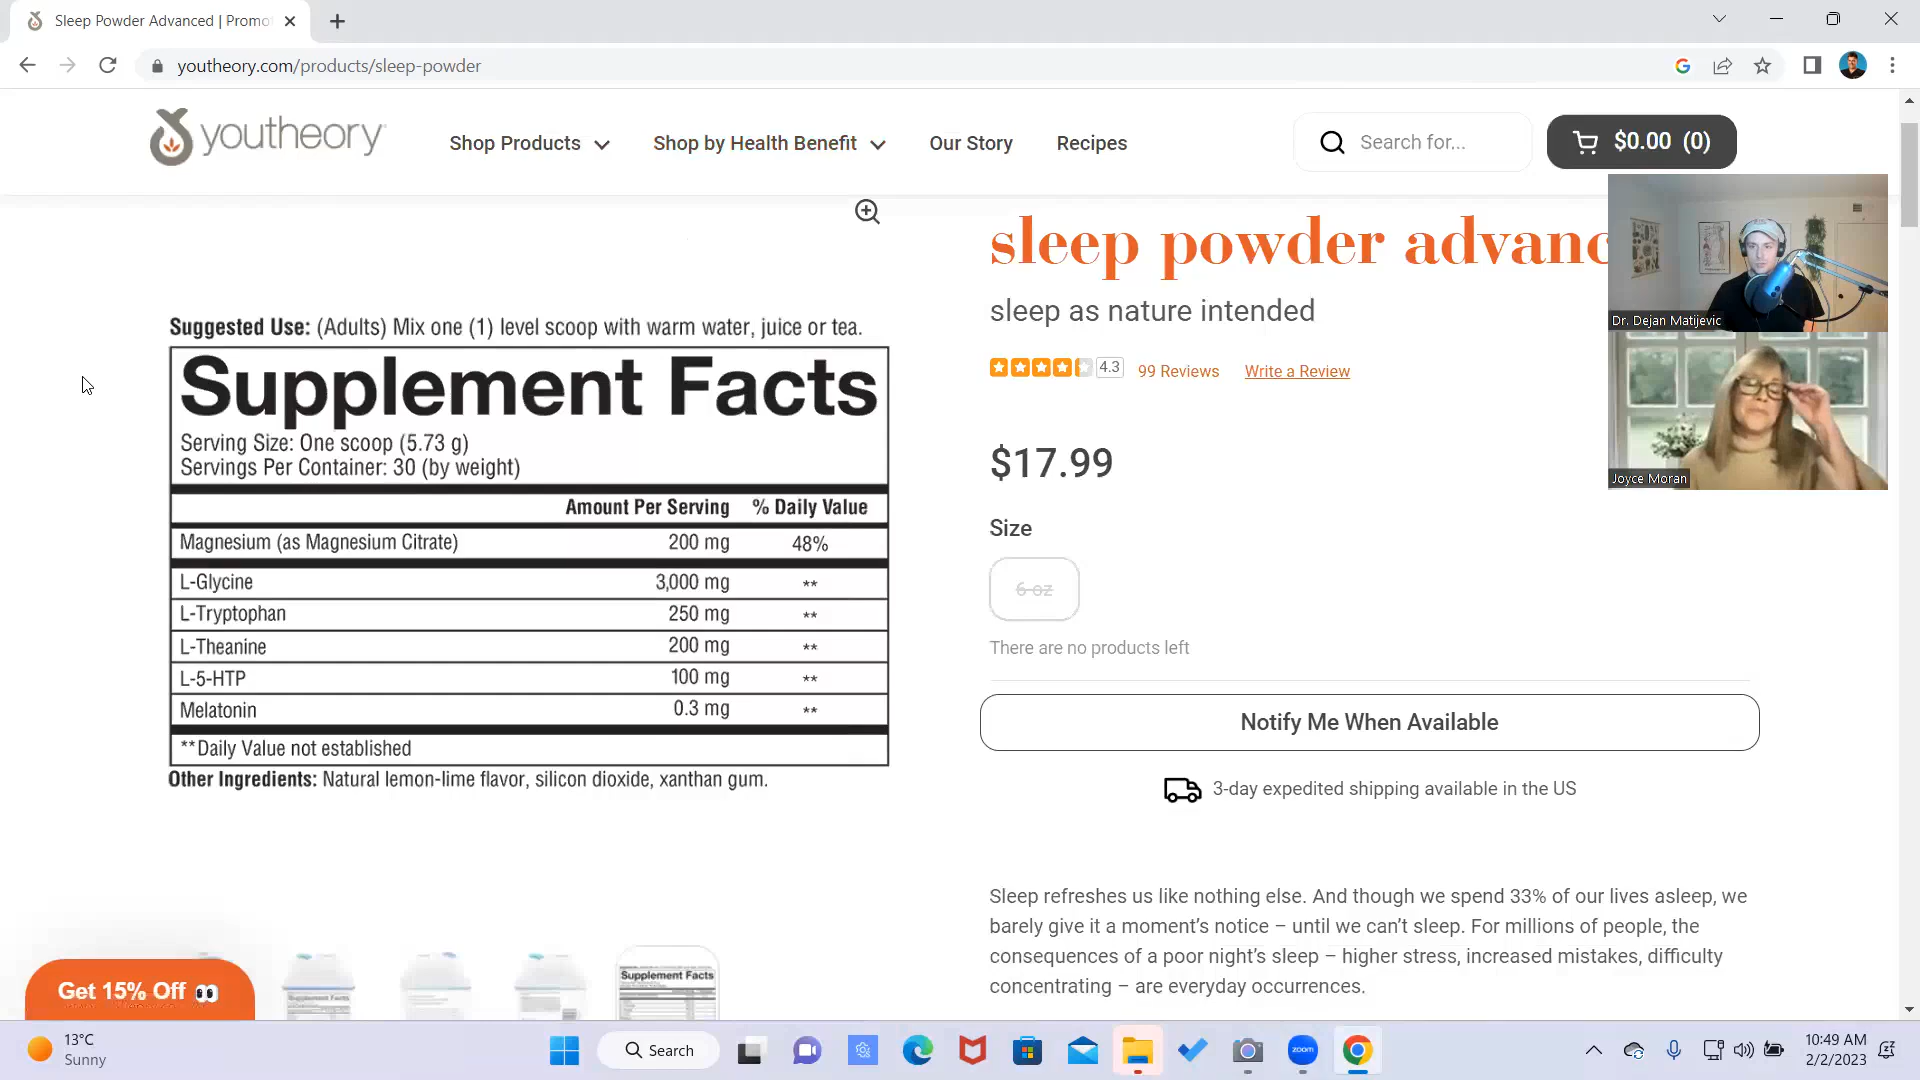 Sleep Powder Advanced | Promo
youtheory.com/products/sleep-powder
youtheory
Shop Products
Shop by Health Benefit
Our Story
Recipes
Search for...
$0.00 (0)
sleep powder advanc
sleep as nature intended
4.3
99 Reviews
Write a Review
$17.99
Size
6 oz
There are no products left
Notify Me When Available
3-day expedited shipping available in the US
Sleep refreshes us like nothing else. And though we spend 33% of our lives asleep, we
barely give it a moment's notice – until we can't sleep. For millions of people, the
consequences of a poor night's sleep – higher stress, increased mistakes, difficulty
concentrating – are everyday occurrences.
Suggested Use: (Adults) Mix one (1) level scoop with warm water, juice or tea.
Supplement Facts
Serving Size: One scoop (5.73 g)
Servings Per Container: 30 (by weight)
Amount Per Serving % Daily Value
Magnesium (as Magnesium Citrate) 200 mg 48%
L-Glycine 3,000 mg **
L-Tryptophan 250 mg **
L-Theanine 200 mg **
L-5-HTP 100 mg **
Melatonin 0.3 mg **
**Daily Value not established
Other Ingredients: Natural lemon-lime flavor, silicon dioxide, xanthan gum.
Supplement Facts
Get 15% Off
Dr. Dejan Matijevic
Joyce Moran
13°C
Sunny
Search
zoom
10:49 AM
2/2/2023